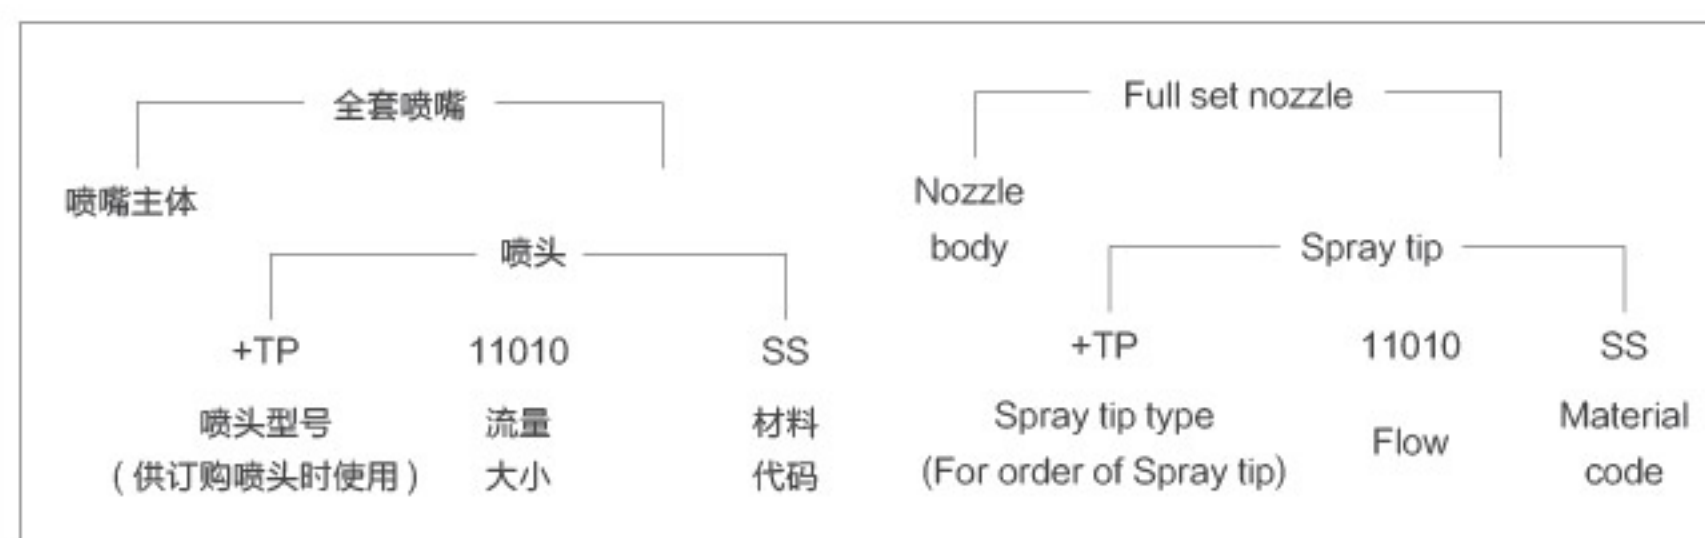 全套喷嘴
喷嘴主体
喷头
+TP 11010 SS
喷头型号 流量 材料
(供订购喷头时使用) 大小 代码
Full set nozzle
Nozzle
body
Spray tip
+TP 11010 SS
Spray tip type Flow Material
(For order of Spray tip) code